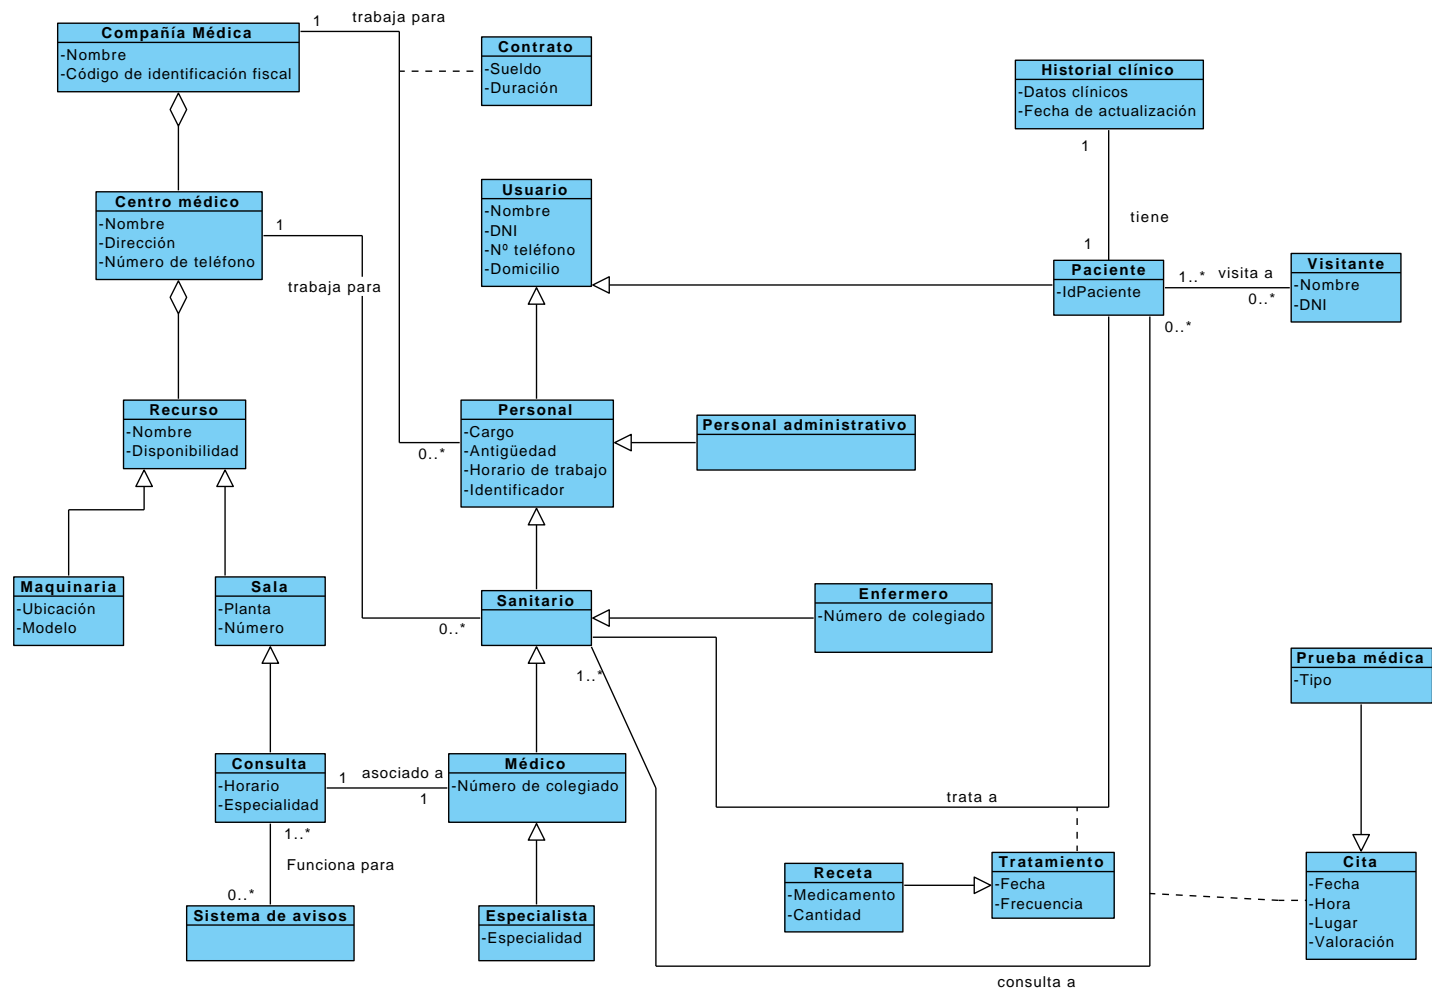 Compañía Médica
-Nombre
-Código de identificación fiscal
1
trabaja para
Contrato
-Sueldo
-Duración
Historial clínico
-Datos clínicos
-Fecha de actualización
1
tiene
1
Centro médico
-Nombre
-Dirección
-Número de teléfono
1
trabaja para
Usuario
-Nombre
-DNI
-Nº teléfono
-Domicilio
Paciente
-IdPaciente
1..*
visita a
0..*
0..*
Visitante
-Nombre
-DNI
Recurso
-Nombre
-Disponibilidad
0..*
Personal
-Cargo
-Antigüedad
-Horario de trabajo
-Identificador
Personal administrativo
Maquinaria
-Ubicación
-Modelo
Sala
-Planta
-Número
0..*
Sanitario
1..*
Enfermero
-Número de colegiado
Prueba médica
-Tipo
Consulta
-Horario
-Especialidad
1
asociado a
1
Médico
-Número de colegiado
trata a
1..*
Funciona para
0..*
Sistema de avisos
Especialista
-Especialidad
Receta
-Medicamento
-Cantidad
Tratamiento
-Fecha
-Frecuencia
Cita
-Fecha
-Hora
-Lugar
-Valoración
consulta a